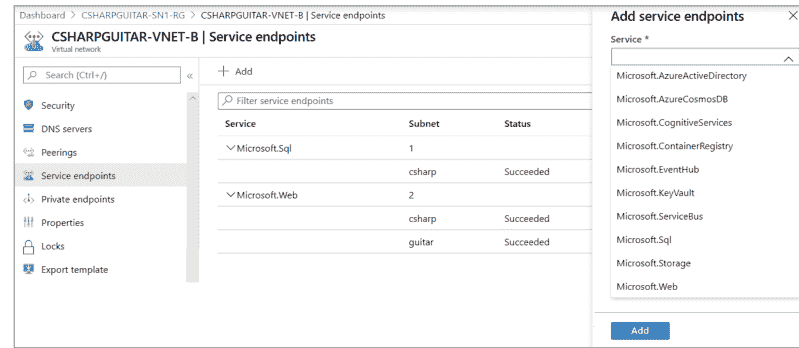 Dashboard > CSHARPGUITAR-SN1-RG > CSHARPGUITAR-VNET-B | Service endpoints
CSHARPGUITAR-VNET-B | Service endpoints
Virtual network
Search (Ctrl+/)
«
Security
DNS servers
Peerings
Service endpoints
Private endpoints
Properties
Locks
Export template
+ Add
Filter service endpoints
Service Subnet Status
Microsoft.Sql 1
csharp Succeeded
Microsoft.Web 2
csharp Succeeded
guitar Succeeded
Add service endpoints
Service *
Microsoft.AzureActiveDirectory
Microsoft.AzureCosmosDB
Microsoft.CognitiveServices
Microsoft.ContainerRegistry
Microsoft.EventHub
Microsoft.KeyVault
Microsoft.ServiceBus
Microsoft.Sql
Microsoft.Storage
Microsoft.Web
Add